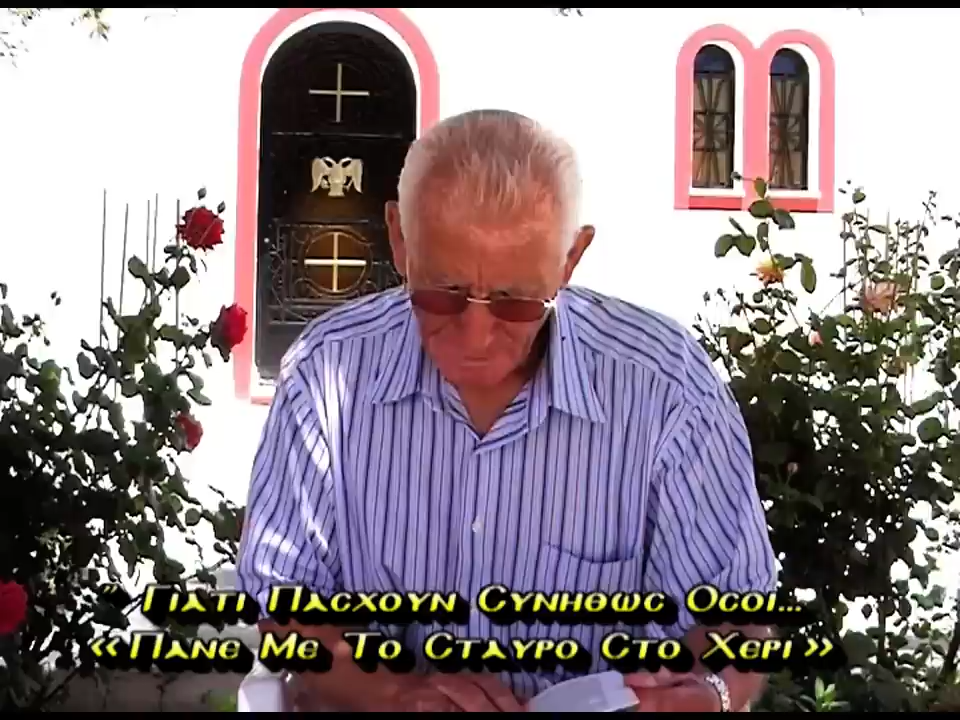 " Γιατι Πασχουν Συνηθως Οσοι...
«Πανε Με Το Σταυρο Στο Χερι»